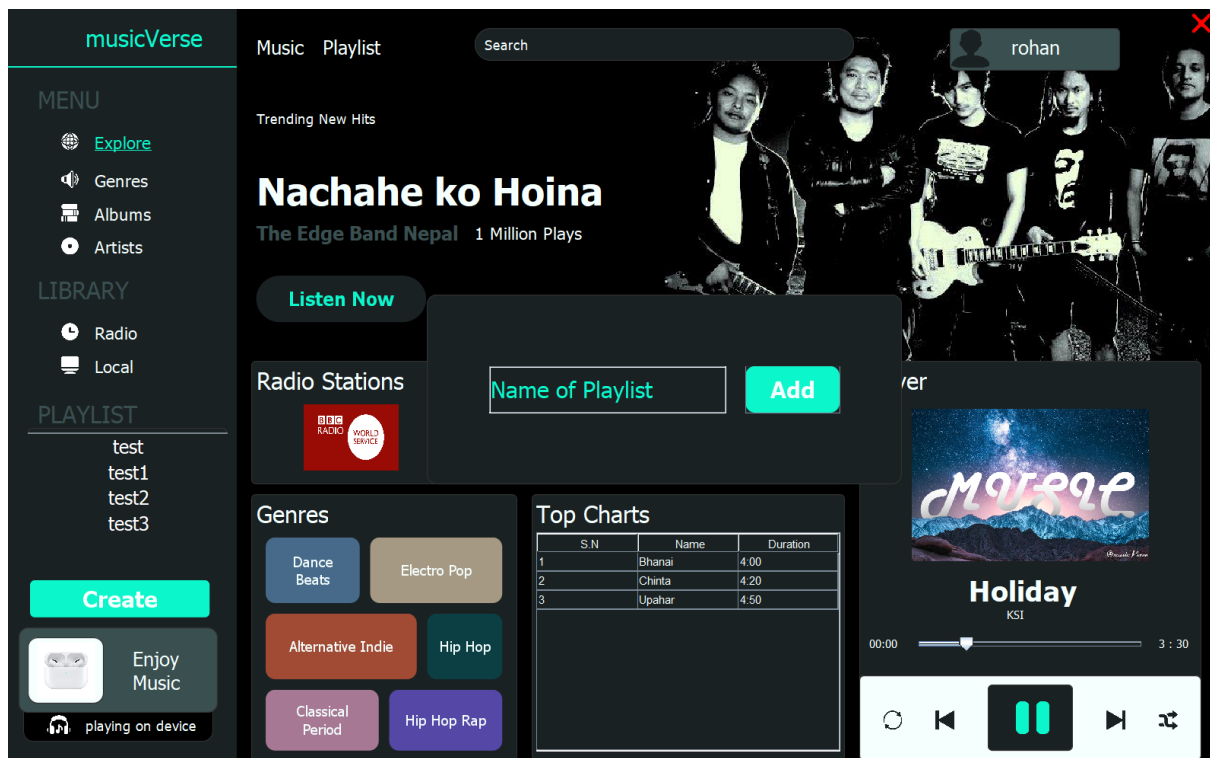 musicVerse
Music Playlist
Search
rohan
MENU
Explore
Genres
Albums
Artists
LIBRARY
Radio
Local
PLAYLIST
test
test1
test2
test3
Create
Enjoy
Music
playing on device
Trending New Hits
Nachahe ko Hoina
The Edge Band Nepal 1 Million Plays
Listen Now
Name of Playlist
Add
Radio Stations
BBC
RADIO
WORLD
SERVICE
Genres
Dance
Beats
Electro Pop
Alternative Indie
Hip Hop
Classical
Period
Hip Hop Rap
Top Charts
S.N Name Duration
1 Bhanai 4:00
2 Chinta 4:20
3 Upahar 4:50
yer
MUSIC
Holiday
KSI
00:00
3 : 30